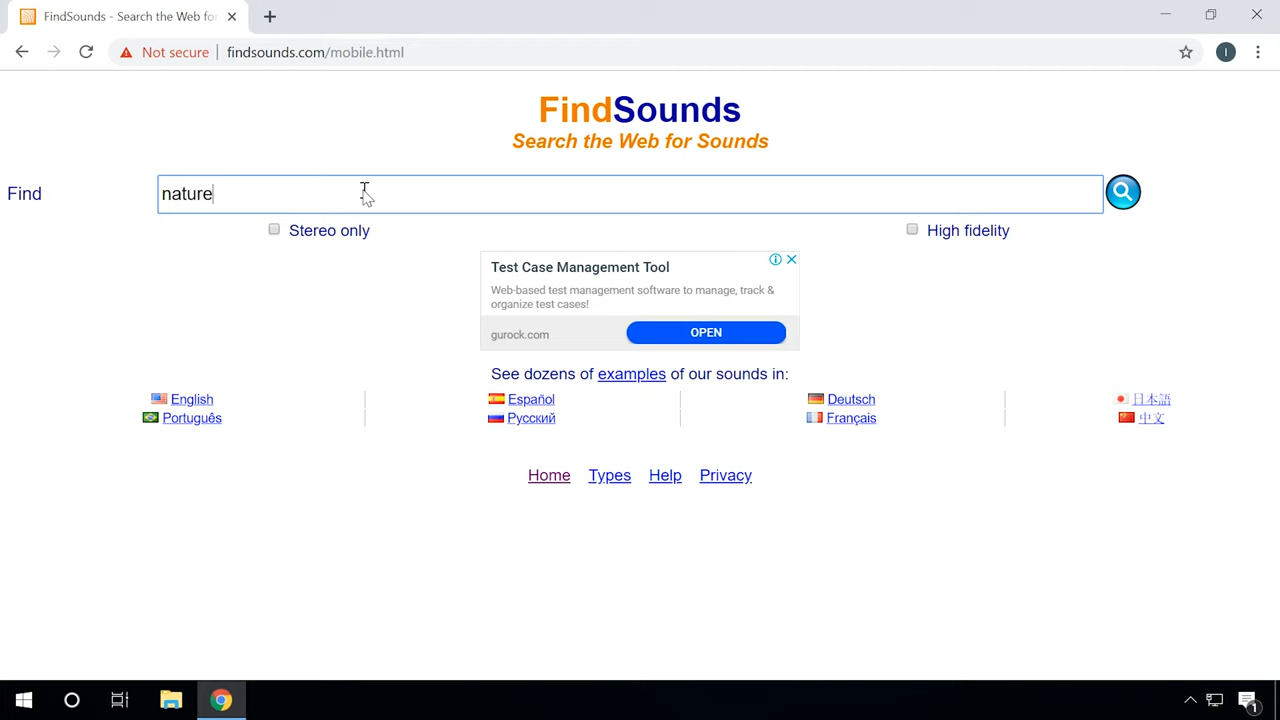 FindSounds - Search the Web for
Not secure | findsounds.com/mobile.html
I
FindSounds
Search the Web for Sounds
Find nature
Stereo only High fidelity
Test Case Management Tool
Web-based test management software to manage, track &
organize test cases!
gurock.com OPEN
See dozens of examples of our sounds in:
English Español Deutsch 日本語
Português Русский Français 中文
Home Types Help Privacy
1